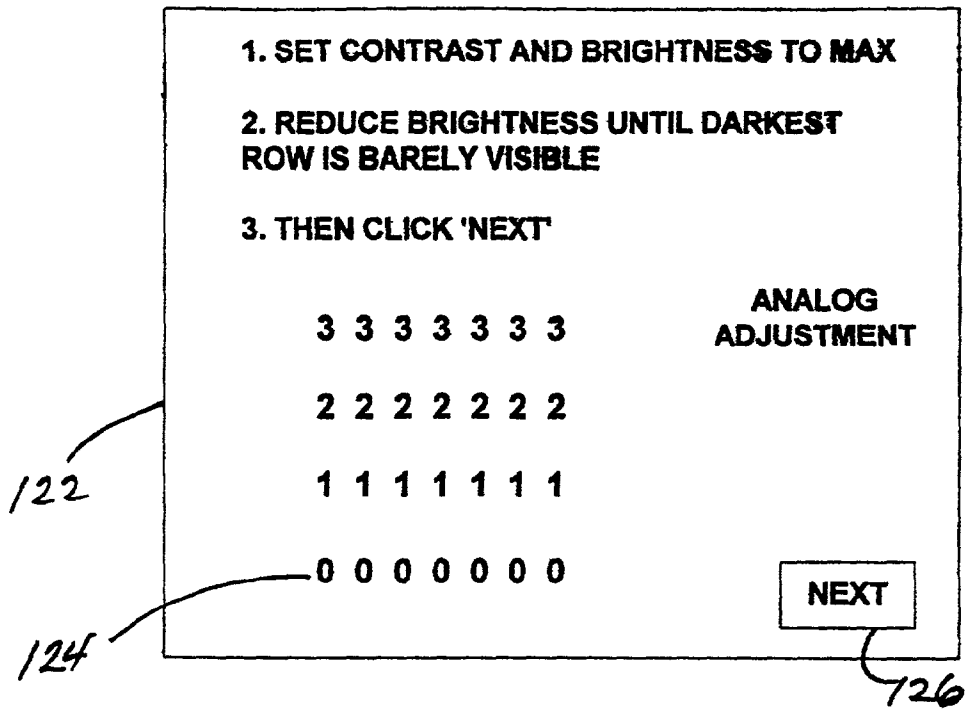 1. SET CONTRAST AND BRIGHTNESS TO MAX
2. REDUCE BRIGHTNESS UNTIL DARKEST
ROW IS BARELY VISIBLE
3. THEN CLICK 'NEXT'
ANALOG
ADJUSTMENT
3 3 3 3 3 3 3
2 2 2 2 2 2 2
1 1 1 1 1 1 1
0 0 0 0 0 0 0
NEXT
122
124
126